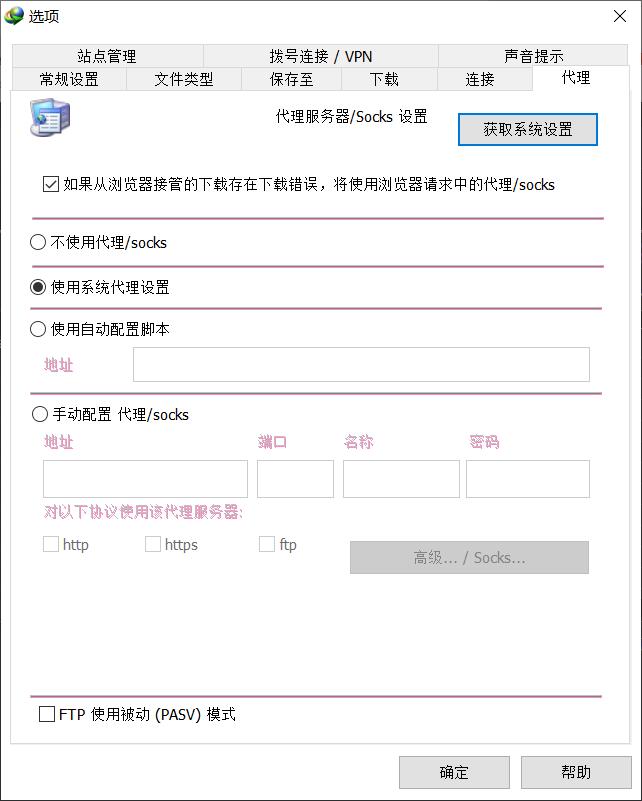 选项
站点管理 拨号连接 / VPN 声音提示
常规设置 文件类型 保存至 下载 连接 代理
代理服务器/Socks 设置 获取系统设置
如果从浏览器接管的下载存在下载错误，将使用浏览器请求中的代理/socks
不使用代理/socks
使用系统代理设置
使用自动配置脚本
地址
手动配置 代理/socks
地址 端口 名称 密码
对以下协议使用该代理服务器:
http https ftp 高级... / Socks...
FTP 使用被动 (PASV) 模式
确定 帮助